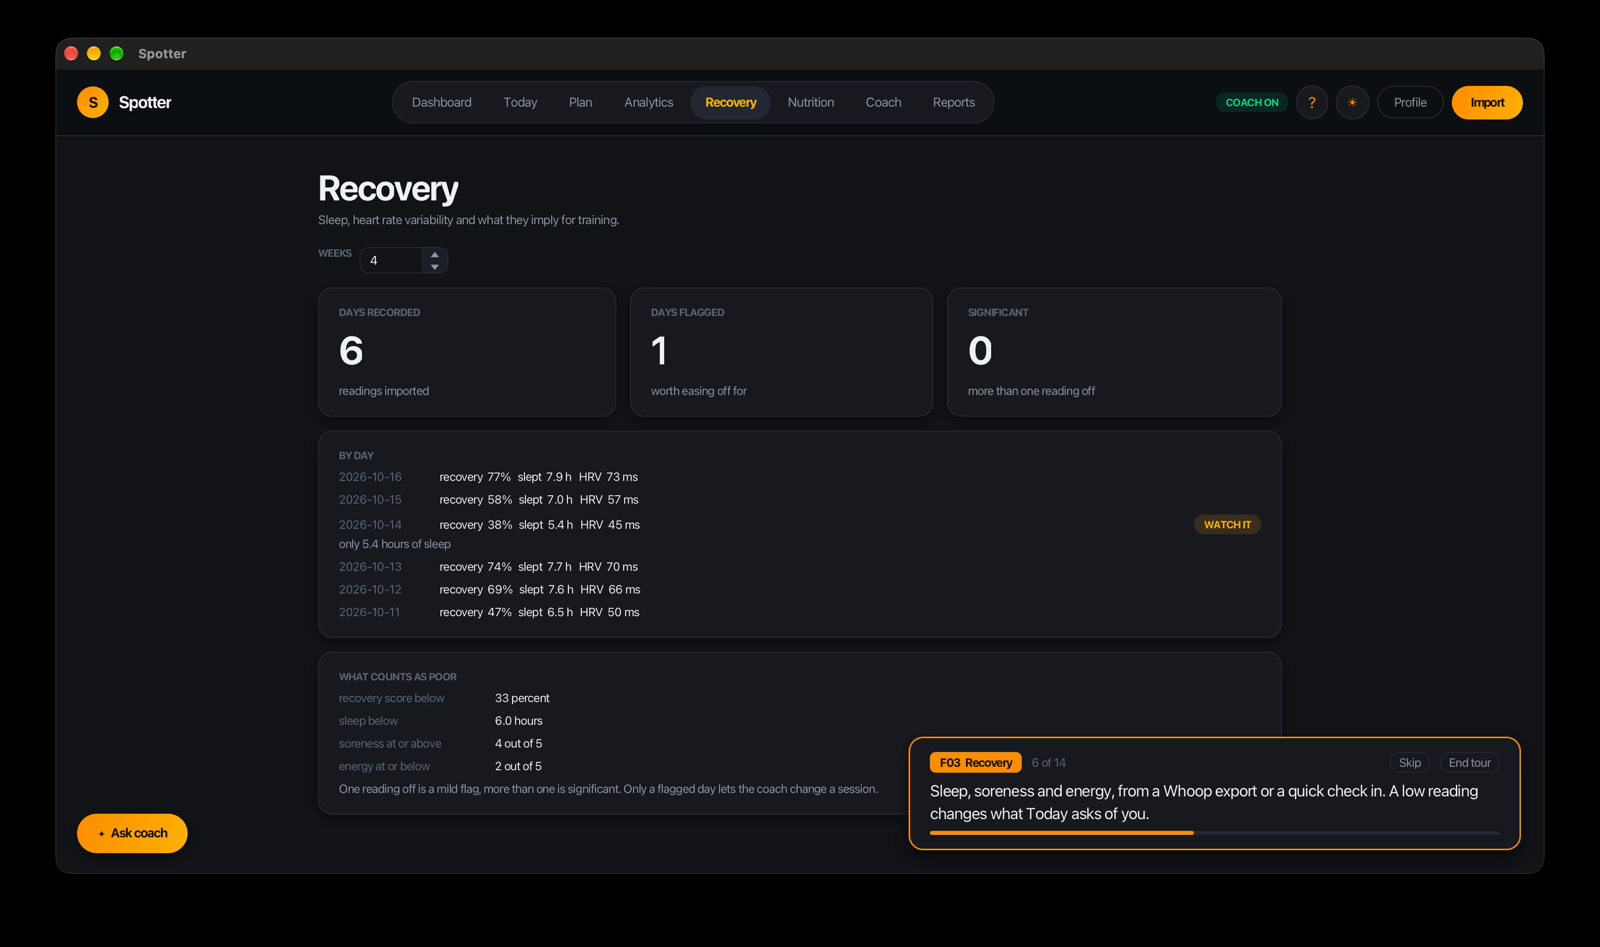 Spotter
S Spotter
Dashboard Today Plan Analytics Recovery Nutrition Coach Reports
COACH ON ? Profile Import
Recovery
Sleep, heart rate variability and what they imply for training.
WEEKS 4
DAYS RECORDED
6
readings imported
DAYS FLAGGED
1
worth easing off for
SIGNIFICANT
0
more than one reading off
BY DAY
2026-10-16 recovery 77% slept 7.9 h HRV 73 ms
2026-10-15 recovery 58% slept 7.0 h HRV 57 ms
2026-10-14 recovery 38% slept 5.4 h HRV 45 ms WATCH IT
only 5.4 hours of sleep
2026-10-13 recovery 74% slept 7.7 h HRV 70 ms
2026-10-12 recovery 69% slept 7.6 h HRV 66 ms
2026-10-11 recovery 47% slept 6.5 h HRV 50 ms
WHAT COUNTS AS POOR
recovery score below 33 percent
sleep below 6.0 hours
soreness at or above 4 out of 5
energy at or below 2 out of 5
One reading off is a mild flag, more than one is significant. Only a flagged day lets the coach change a session.
F03 Recovery 6 of 14 Skip End tour
Sleep, soreness and energy, from a Whoop export or a quick check in. A low reading
changes what Today asks of you.
Ask coach